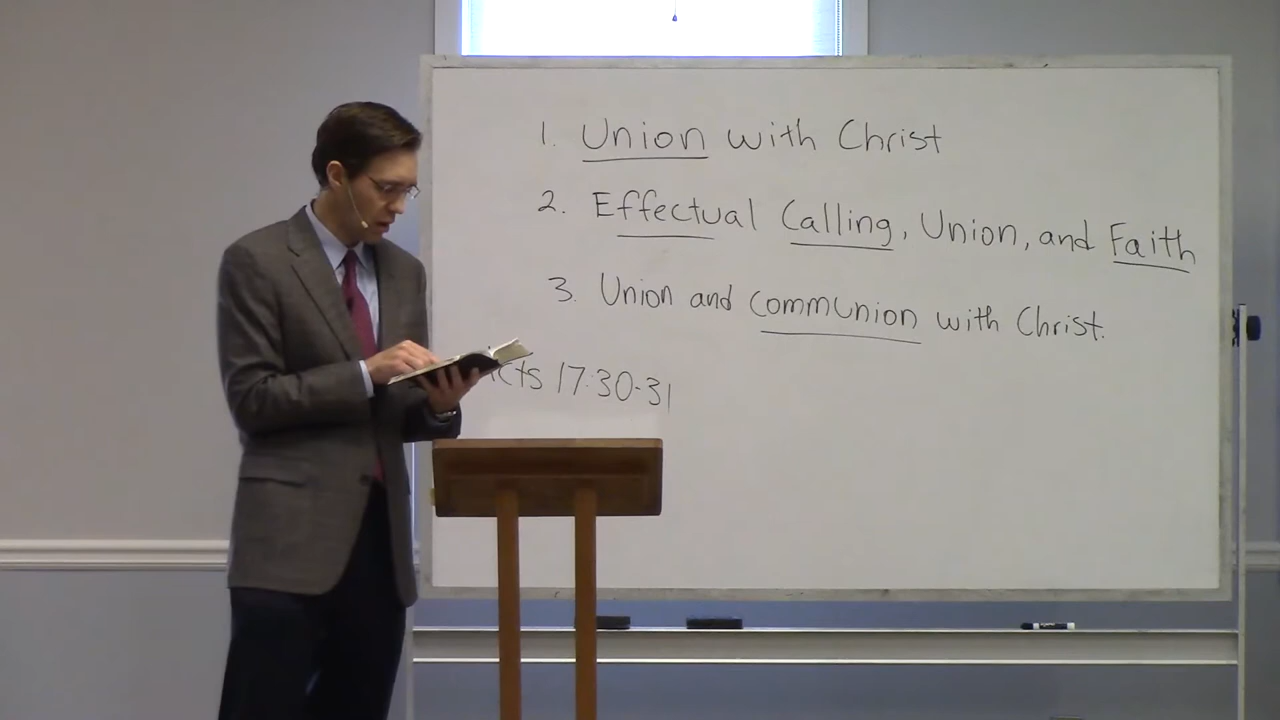 1. Union with Christ
2. Effectual Calling, Union, and Faith
3. Union and Communion with Christ.
17:30-31